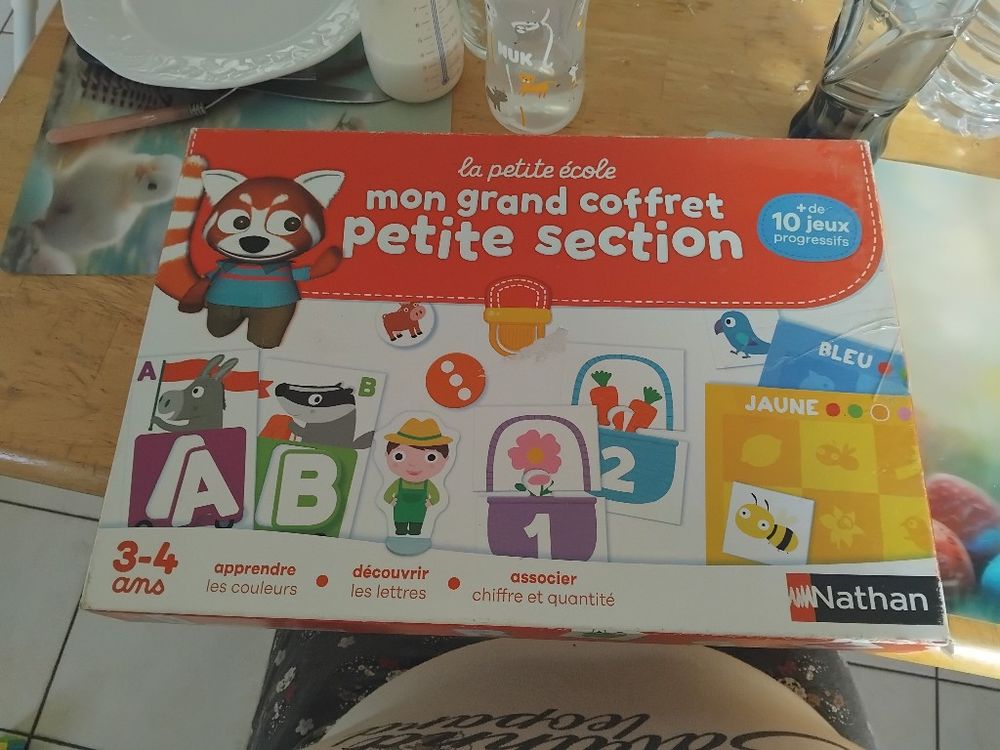 NUK
la petite école
mon grand coffret
petite section
+ de
10 jeux
progressifs
A
B
BLEU
JAUNE
A
B
1
2
3-4
ans
apprendre
les couleurs
découvrir
les lettres
associer
chiffre et quantité
Nathan
leopard